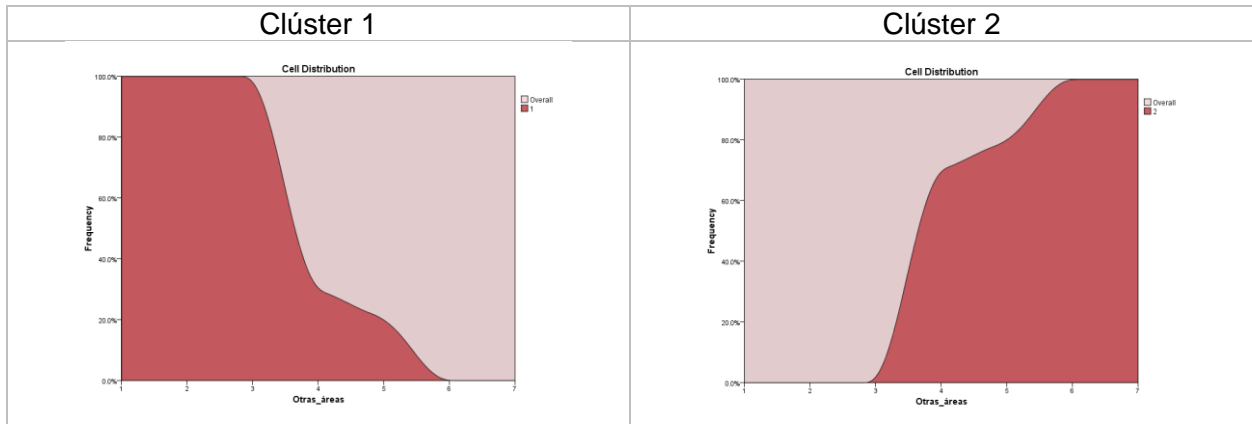 Clúster 1
Clúster 2
Cell Distribution
100.0%
80.0%
60.0%
40.0%
20.0%
0.0%
Frequency
1 2 3 4 5 6 7
Otras_áreas
Overall
1
Cell Distribution
100.0%
80.0%
60.0%
40.0%
20.0%
0.0%
Frequency
1 2 3 4 5 6 7
Otras_áreas
Overall
2